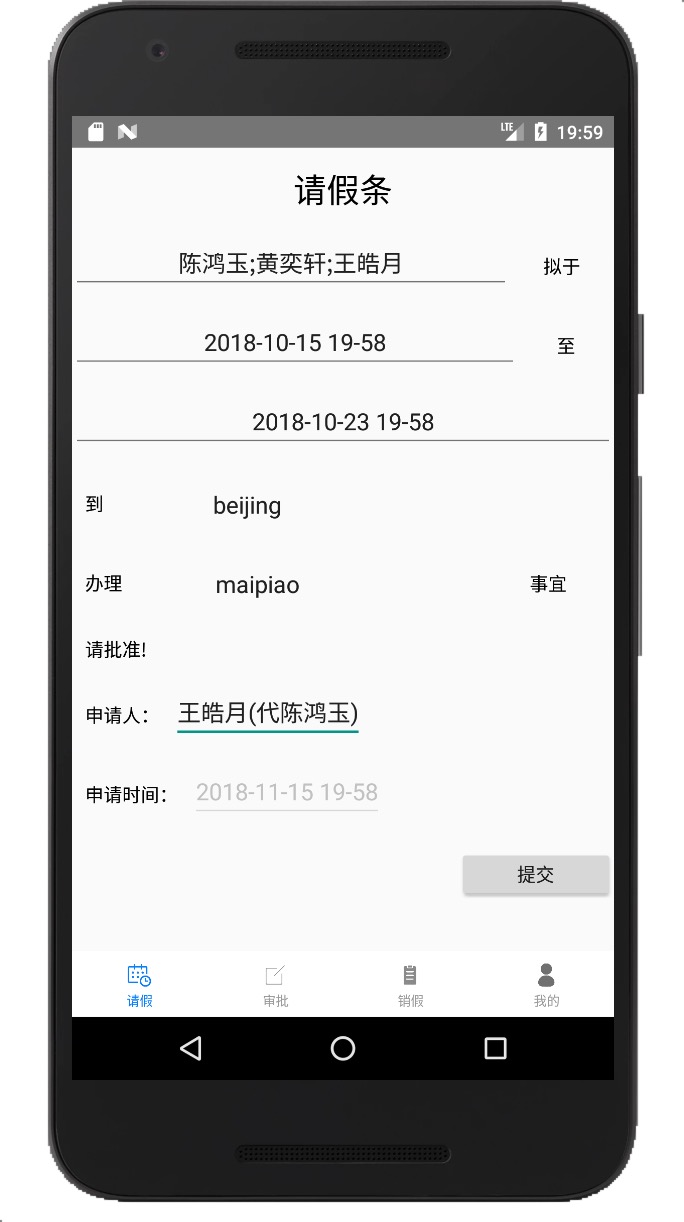 LTE 19:59
请假条
陈鸿玉;黄奕轩;王皓月 拟于
2018-10-15 19-58 至
2018-10-23 19-58
到 beijing
办理 maipiao 事宜
请批准!
申请人: 王皓月(代陈鸿玉)
申请时间: 2018-11-15 19-58
提交
请假 审批 销假 我的